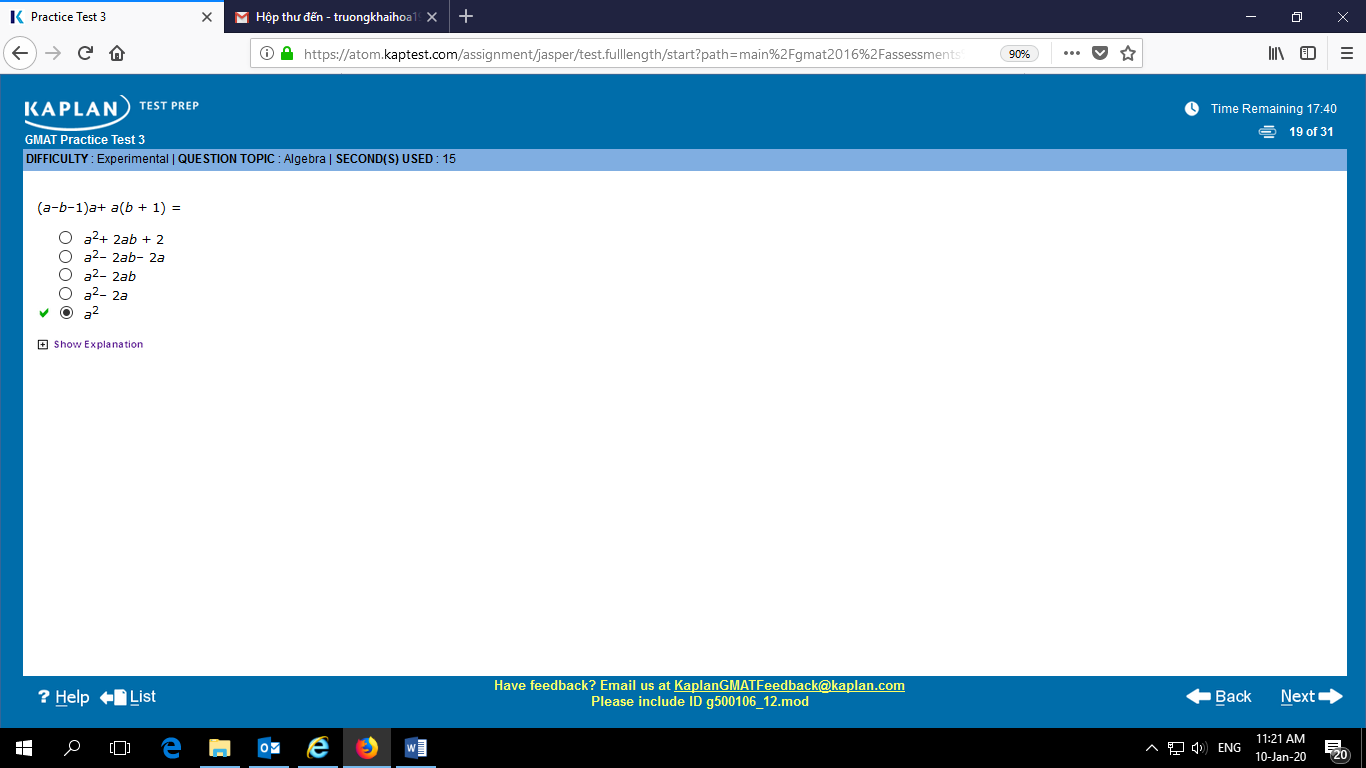 Practice Test 3
Hộp thư đến - truongkhaihoa1
https://atom.kaptest.com/assignment/jasper/test.fulllength/start?path=main%2Fgmat2016%2Fassessments
90%
KAPLAN TEST PREP
GMAT Practice Test 3
Time Remaining 17:40
19 of 31
DIFFICULTY : Experimental | QUESTION TOPIC : Algebra | SECOND(S) USED : 15
(a-b-1)a+ a(b + 1) =
a²+ 2ab + 2
a²- 2ab- 2a
a²- 2ab
a²- 2a
a²
Show Explanation
Have feedback? Email us at KaplanGMATFeedback@kaplan.com
Please include ID g500106_12.mod
? Help List
Back Next
ENG
11:21 AM
10-Jan-20
20